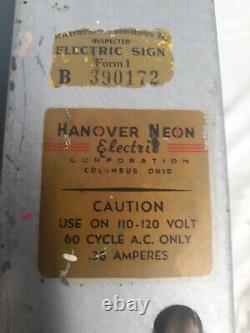 INSPECTED
ELECTRIC SIGN
Form 1
B 390172
HANOVER NEON
Electric
CORPORATION
COLUMBUS, OHIO
CAUTION
USE ON 110-120 VOLT
60 CYCLE A.C. ONLY
AMPERES